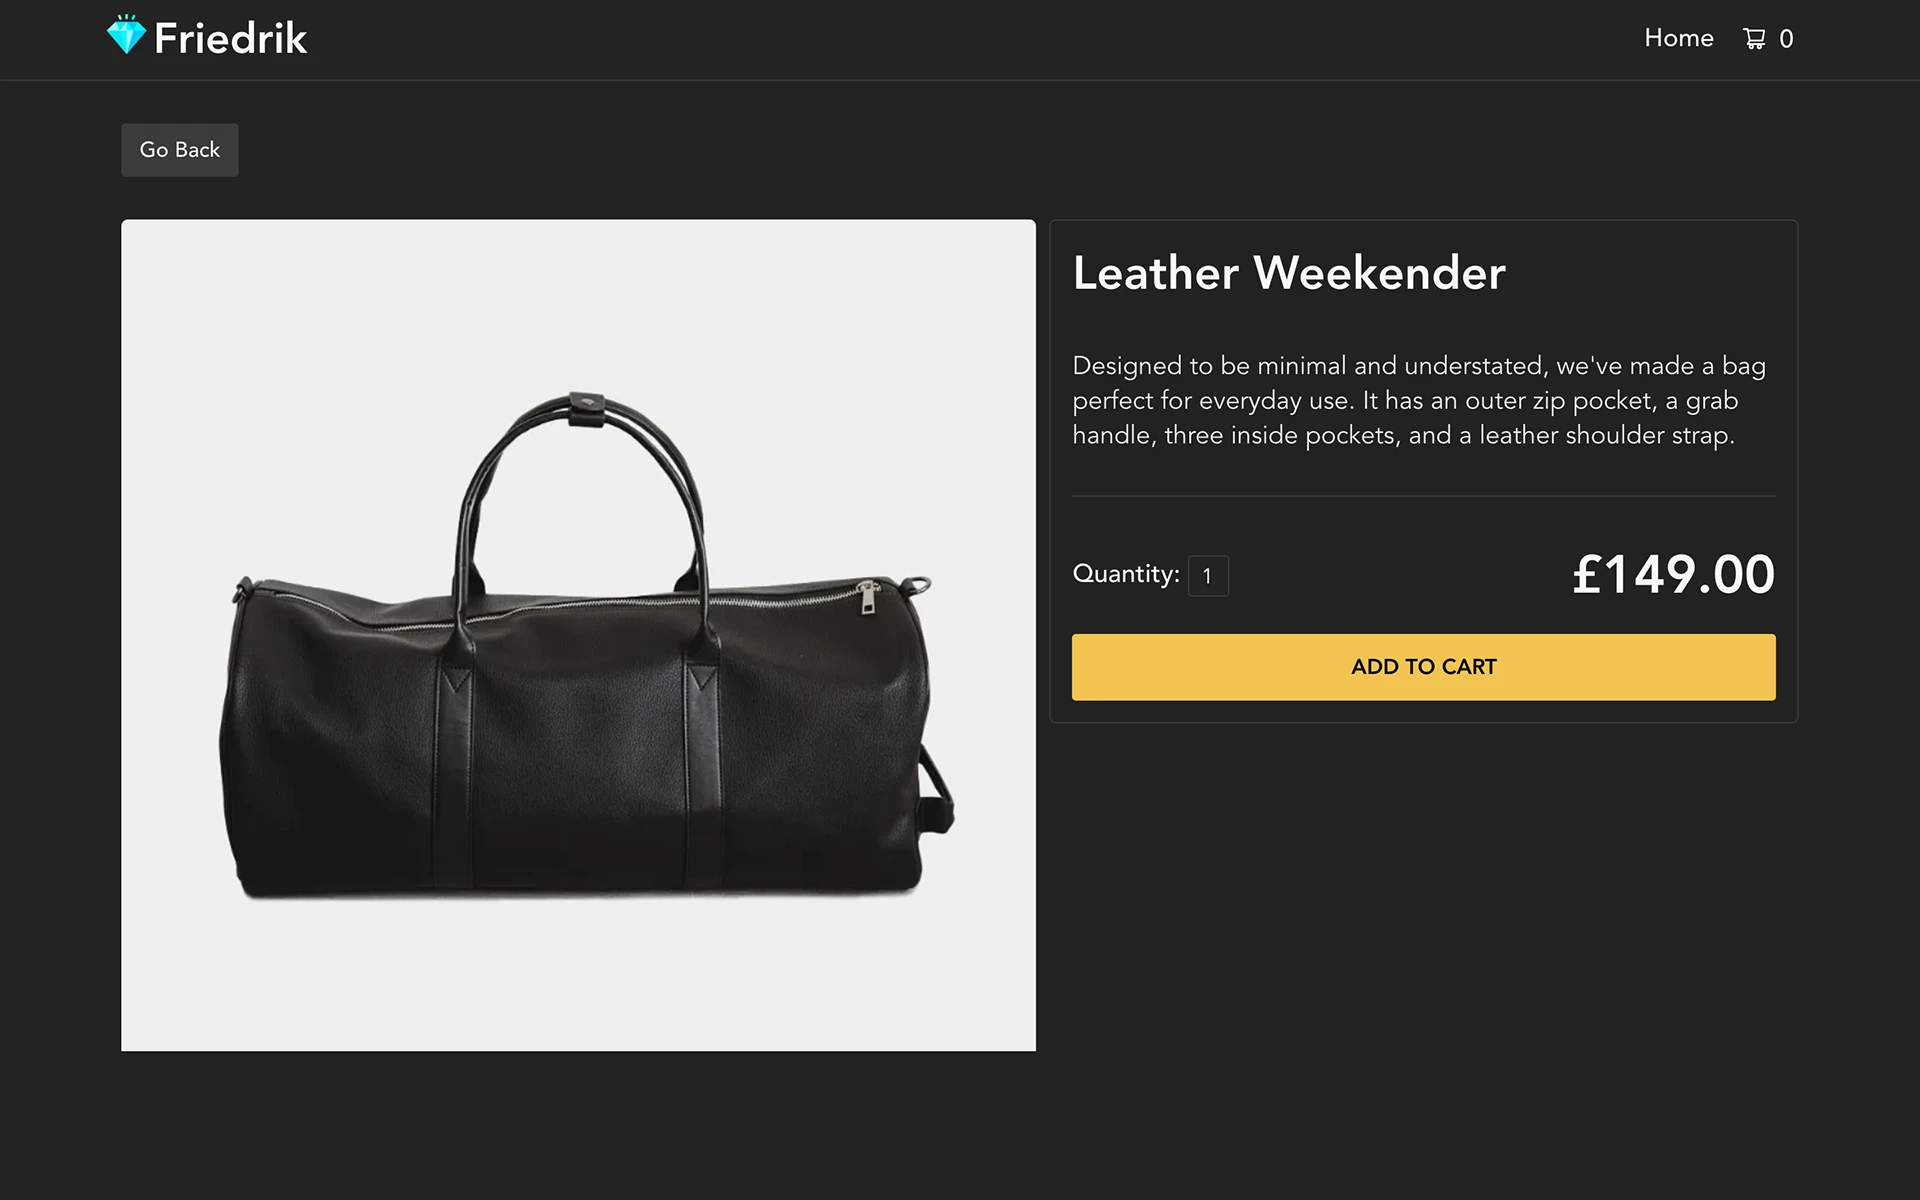 Friedrik
Home 0
Go Back
Leather Weekender
Designed to be minimal and understated, we've made a bag
perfect for everyday use. It has an outer zip pocket, a grab
handle, three inside pockets, and a leather shoulder strap.
Quantity: 1
£149.00
ADD TO CART